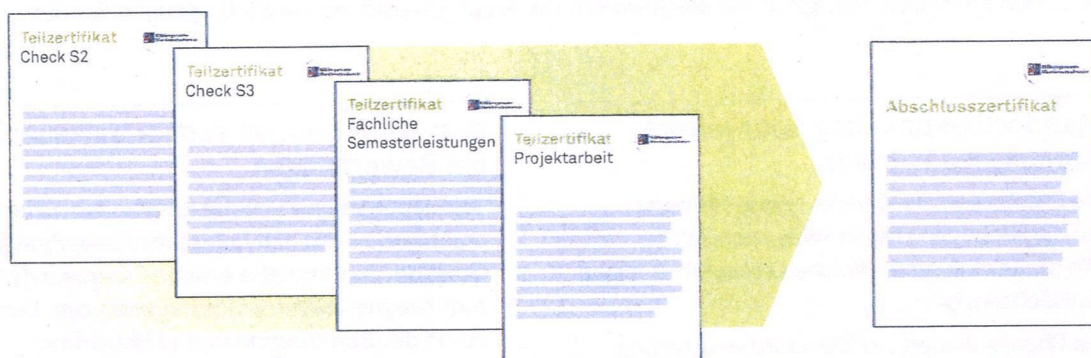 Teilzertifikat
Check S2
Teilzertifikat
Check S3
Teilzertifikat
Fachliche
Semesterleistungen
Teilzertifikat
Projektarbeit
Abschlusszertifikat